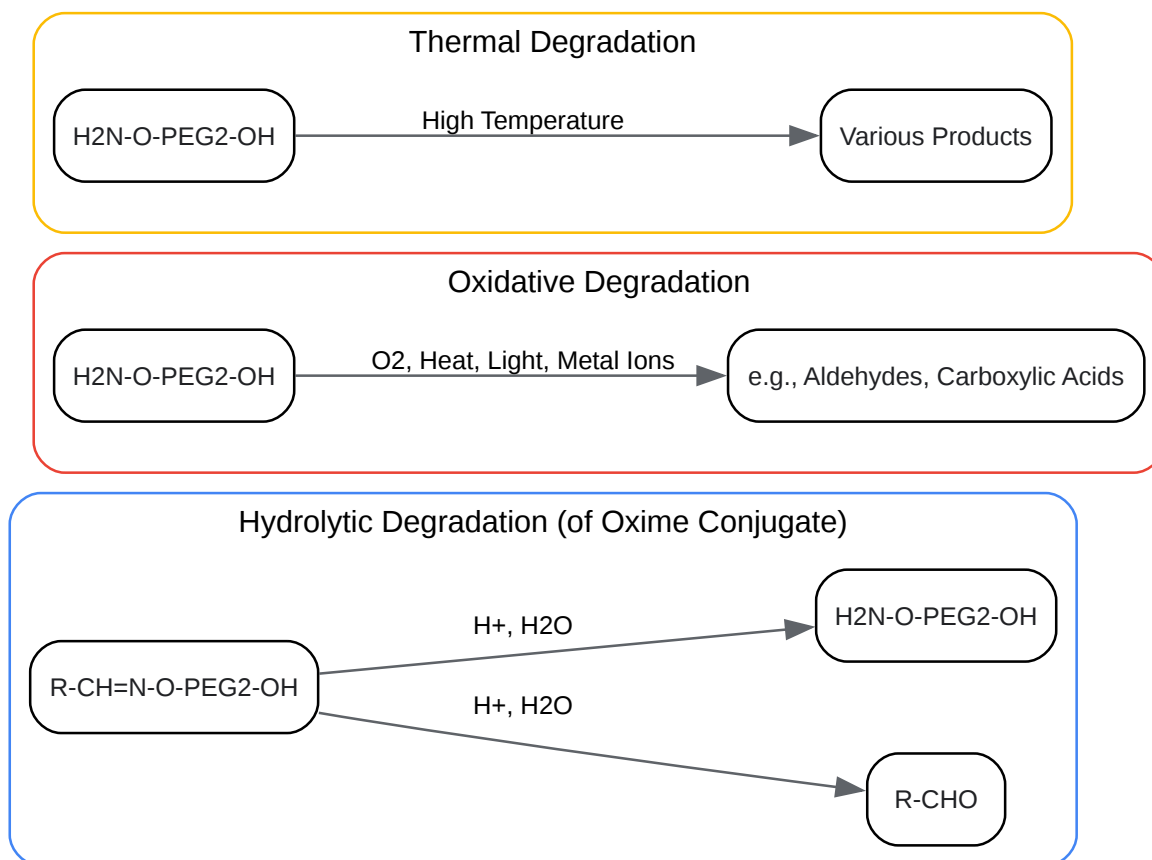 Thermal Degradation
H2N-O-PEG2-OH
High Temperature
Various Products
Oxidative Degradation
H2N-O-PEG2-OH
O2, Heat, Light, Metal Ions
e.g., Aldehydes, Carboxylic Acids
Hydrolytic Degradation (of Oxime Conjugate)
R-CH=N-O-PEG2-OH
H+, H2O
H2N-O-PEG2-OH
H+, H2O
R-CHO